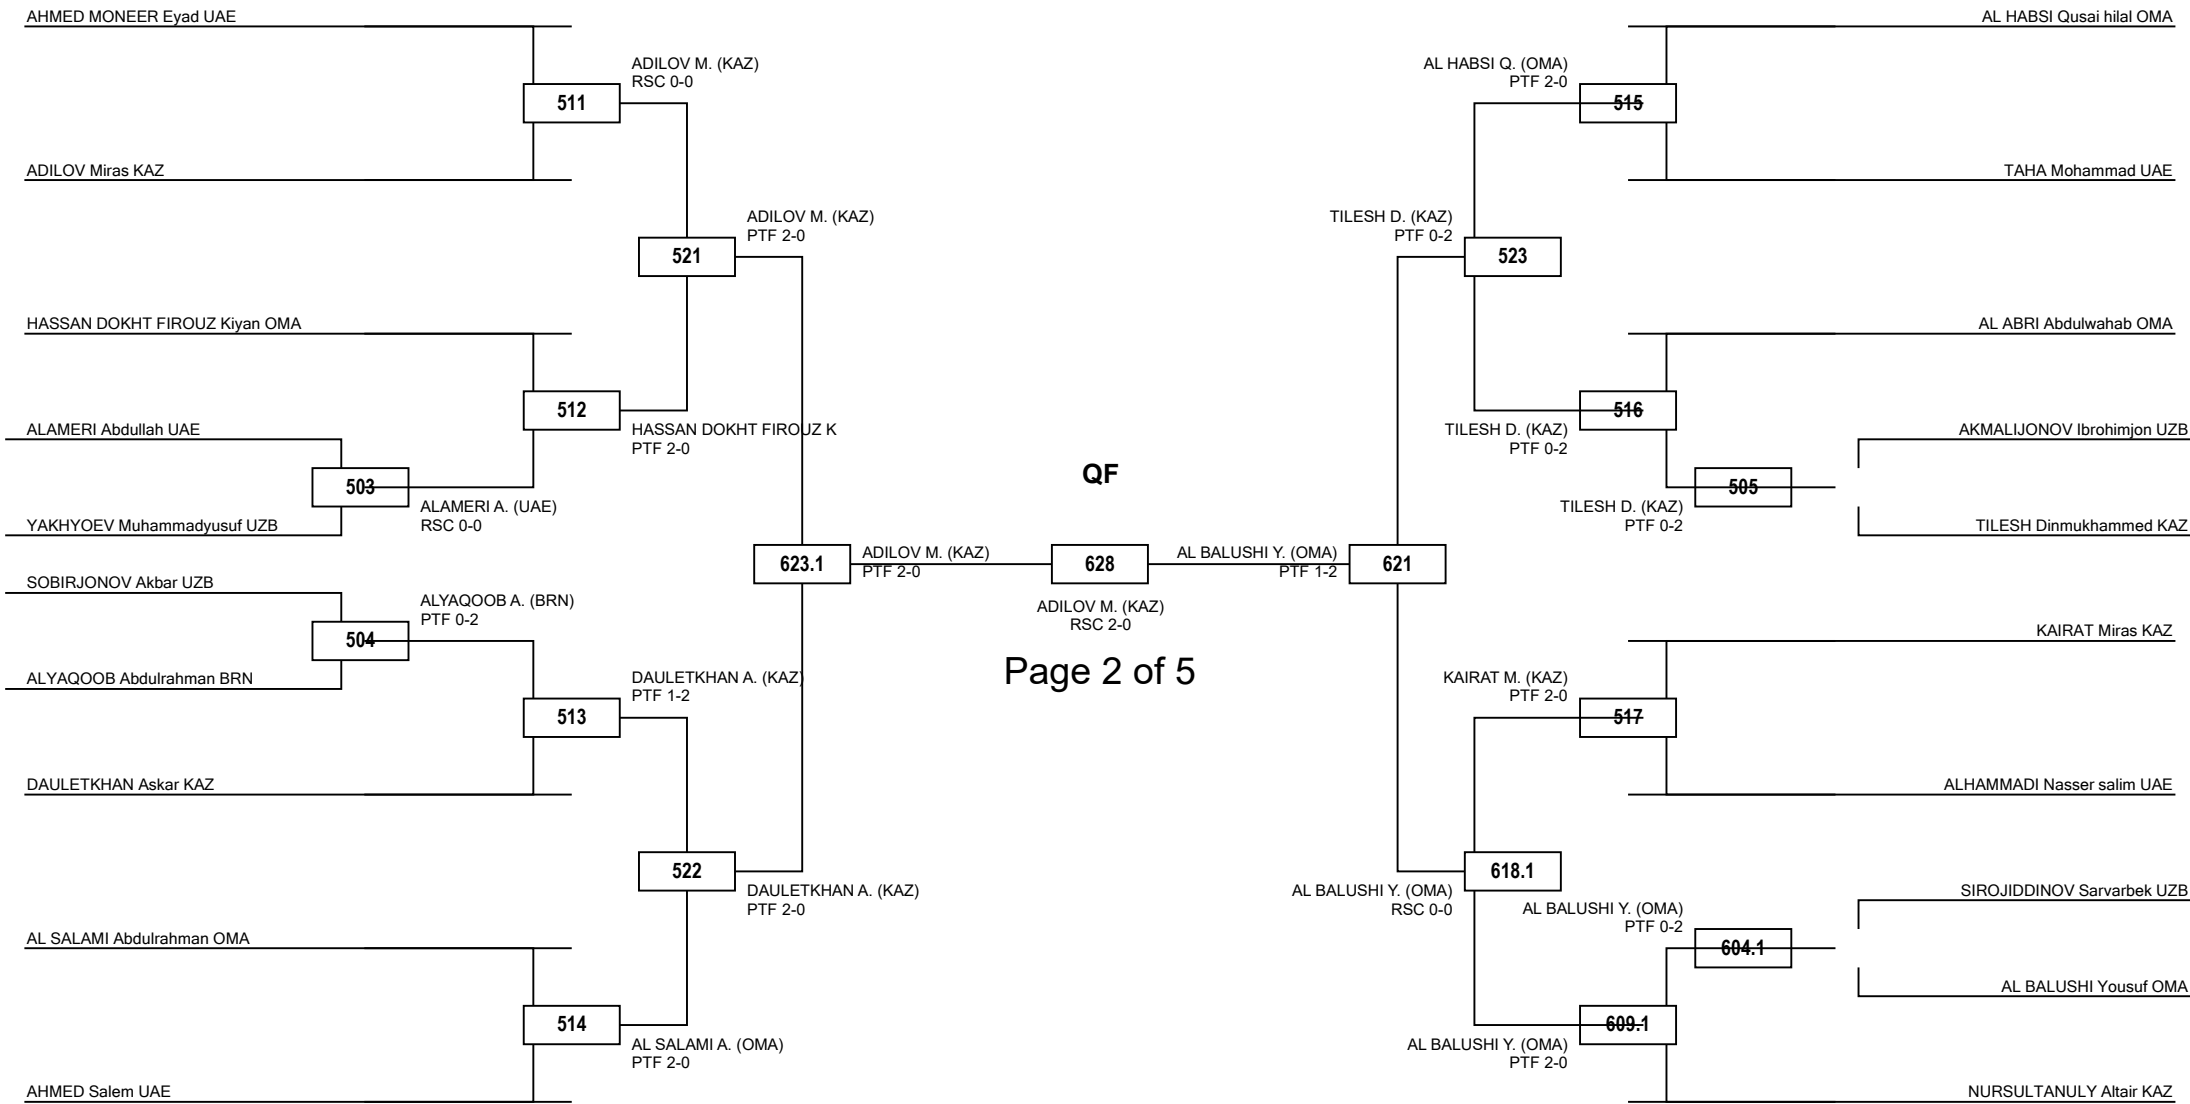 AHMED MONEER Eyad UAE
ADILOV M. (KAZ)
RSC 0-0
511
ADILOV Miras KAZ
ADILOV M. (KAZ)
PTF 2-0
521
HASSAN DOKHT FIROUZ Kiyan OMA
512
HASSAN DOKHT FIROUZ K
PTF 2-0
ALAMERI Abdullah UAE
503
ALAMERI A. (UAE)
RSC 0-0
YAKHYOEV Muhammadyusuf UZB
623.1
ADILOV M. (KAZ)
PTF 2-0
SOBIRJONOV Akbar UZB
ALYAQOOB A. (BRN)
PTF 0-2
504
ALYAQOOB Abdulrahman BRN
DAULETKHAN A. (KAZ)
PTF 1-2
513
DAULETKHAN Askar KAZ
522
DAULETKHAN A. (KAZ)
PTF 2-0
AL SALAMI Abdulrahman OMA
514
AL SALAMI A. (OMA)
PTF 2-0
AHMED Salem UAE
QF
628
ADILOV M. (KAZ)
RSC 2-0
Page 2 of 5
AL HABSI Qusai hilal OMA
AL HABSI Q. (OMA)
PTF 2-0
515
TAHA Mohammad UAE
TILESH D. (KAZ)
PTF 0-2
523
AL ABRI Abdulwahab OMA
516
TILESH D. (KAZ)
PTF 0-2
AKMALIJONOV Ibrohimjon UZB
505
TILESH D. (KAZ)
PTF 0-2
TILESH Dinmukhammed KAZ
AL BALUSHI Y. (OMA)
PTF 1-2
621
KAIRAT Miras KAZ
KAIRAT M. (KAZ)
PTF 2-0
517
ALHAMMADI Nasser salim UAE
618.1
AL BALUSHI Y. (OMA)
RSC 0-0
SIROJIDDINOV Sarvarbek UZB
AL BALUSHI Y. (OMA)
PTF 0-2
604.1
AL BALUSHI Yousuf OMA
609.1
AL BALUSHI Y. (OMA)
PTF 2-0
NURSULTANULY Altair KAZ